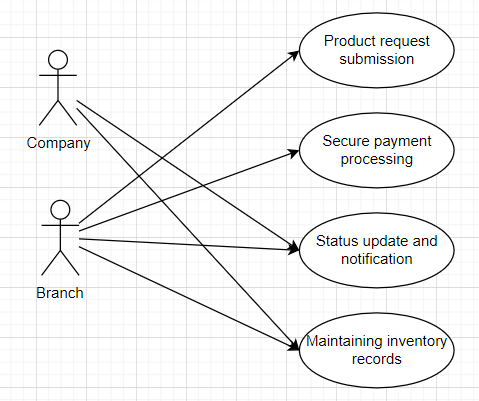 Product request
submission
Company
Secure payment
processing
Branch
Status update and
notification
Maintaining inventory
records